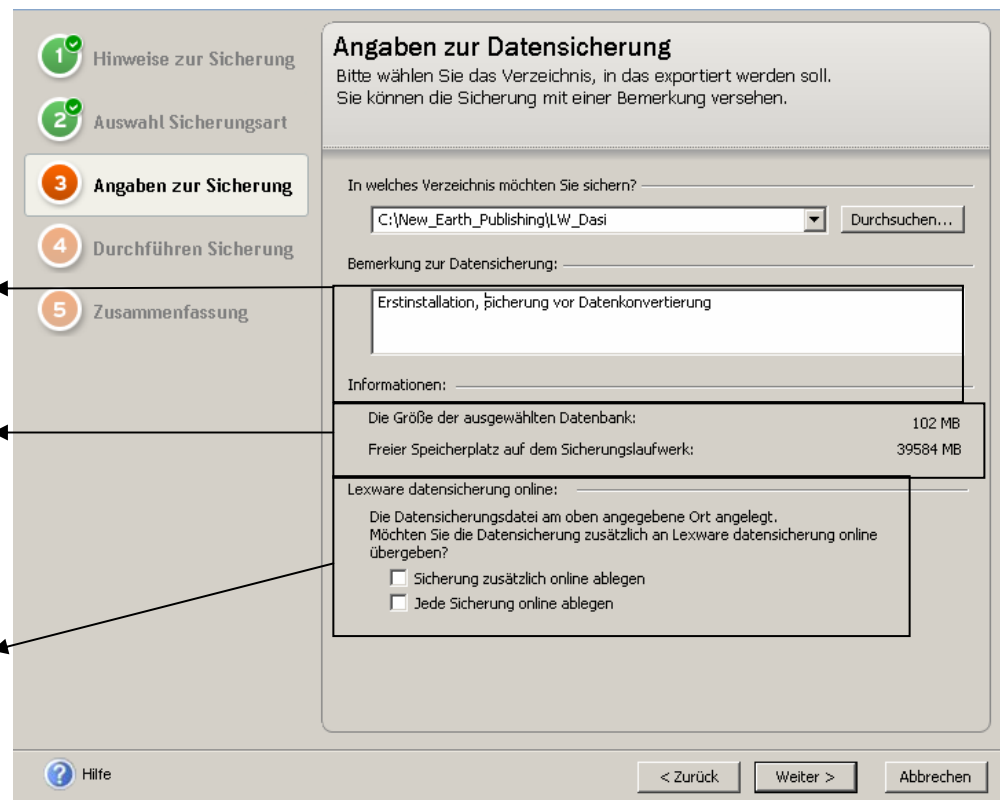 1 Hinweise zur Sicherung
2 Auswahl Sicherungsart
3 Angaben zur Sicherung
4 Durchführen Sicherung
5 Zusammenfassung
Angaben zur Datensicherung
Bitte wählen Sie das Verzeichnis, in das exportiert werden soll.
Sie können die Sicherung mit einer Bemerkung versehen.
In welches Verzeichnis möchten Sie sichern?
C:\New_Earth_Publishing\LW_Dasi
Durchsuchen...
Bemerkung zur Datensicherung:
Erstinstallation, Sicherung vor Datenkonvertierung
Informationen:
Die Größe der ausgewählten Datenbank: 102 MB
Freier Speicherplatz auf dem Sicherungslaufwerk: 39584 MB
Lexware datensicherung online:
Die Datensicherungsdatei am oben angegebene Ort angelegt.
Möchten Sie die Datensicherung zusätzlich an Lexware datensicherung online
übergeben?
Sicherung zusätzlich online ablegen
Jede Sicherung online ablegen
? Hilfe
< Zurück
Weiter >
Abbrechen